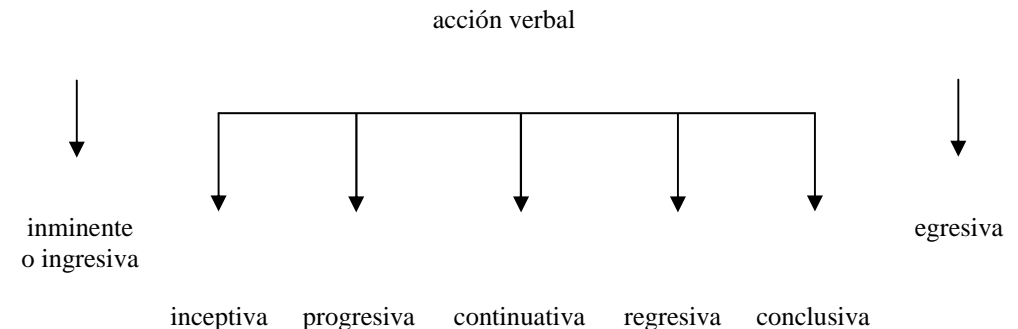 acción verbal
inminente
o ingresiva
egresiva
inceptiva progresiva continuativa regresiva conclusiva